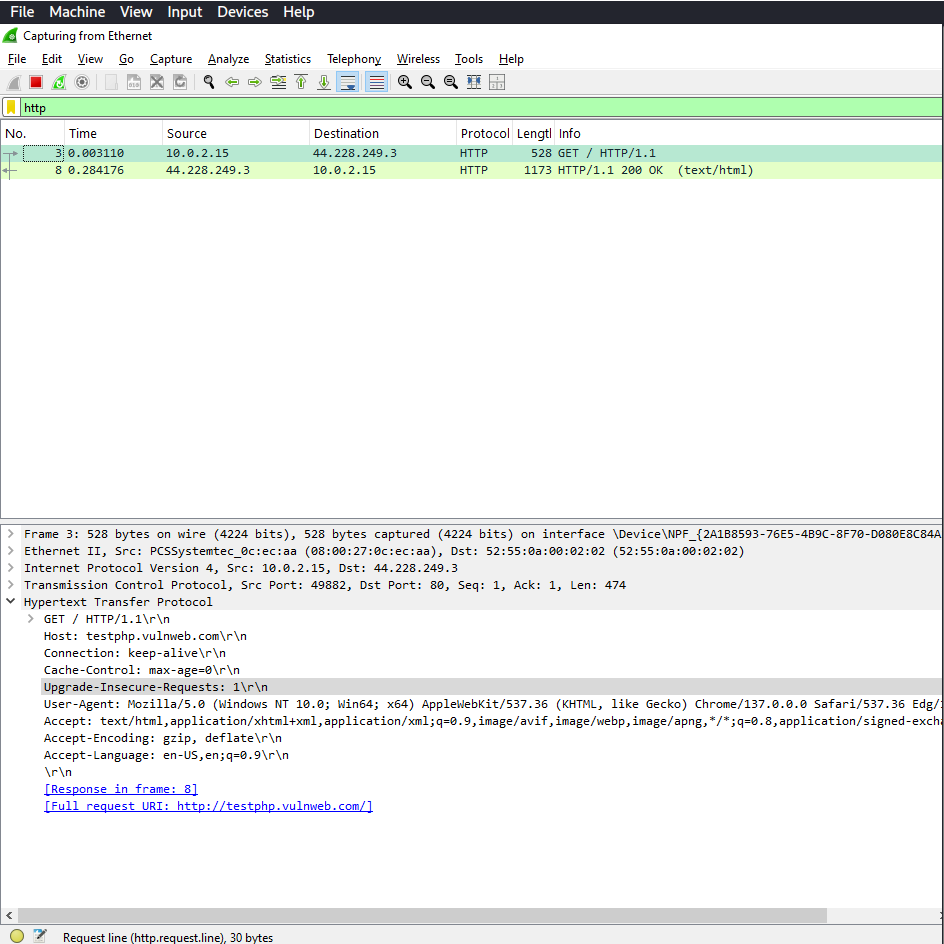 File Machine View Input Devices Help
Capturing from Ethernet
File Edit View Go Capture Analyze Statistics Telephony Wireless Tools Help
http
No. Time Source Destination Protocol Lengtl Info
3 0.003110 10.0.2.15 44.228.249.3 HTTP 528 GET / HTTP/1.1
8 0.284176 44.228.249.3 10.0.2.15 HTTP 1173 HTTP/1.1 200 OK (text/html)
Frame 3: 528 bytes on wire (4224 bits), 528 bytes captured (4224 bits) on interface \Device\NPF_{2A1B8593-76E5-4B9C-8F70-D080E8C84A
Ethernet II, Src: PCSSystemtec_0c:ec:aa (08:00:27:0c:ec:aa), Dst: 52:55:0a:00:02:02 (52:55:0a:00:02:02)
Internet Protocol Version 4, Src: 10.0.2.15, Dst: 44.228.249.3
Transmission Control Protocol, Src Port: 49882, Dst Port: 80, Seq: 1, Ack: 1, Len: 474
Hypertext Transfer Protocol
GET / HTTP/1.1\r\n
Host: testphp.vulnweb.com\r\n
Connection: keep-alive\r\n
Cache-Control: max-age=0\r\n
Upgrade-Insecure-Requests: 1\r\n
User-Agent: Mozilla/5.0 (Windows NT 10.0; Win64; x64) AppleWebKit/537.36 (KHTML, like Gecko) Chrome/137.0.0.0 Safari/537.36 Edg/
Accept: text/html,application/xhtml+xml,application/xml;q=0.9,image/avif,image/webp,image/apng,*/*;q=0.8,application/signed-excha
Accept-Encoding: gzip, deflate\r\n
Accept-Language: en-US,en;q=0.9\r\n
\r\n
[Response in frame: 8]
[Full request URI: http://testphp.vulnweb.com/]
Request line (http.request.line), 30 bytes